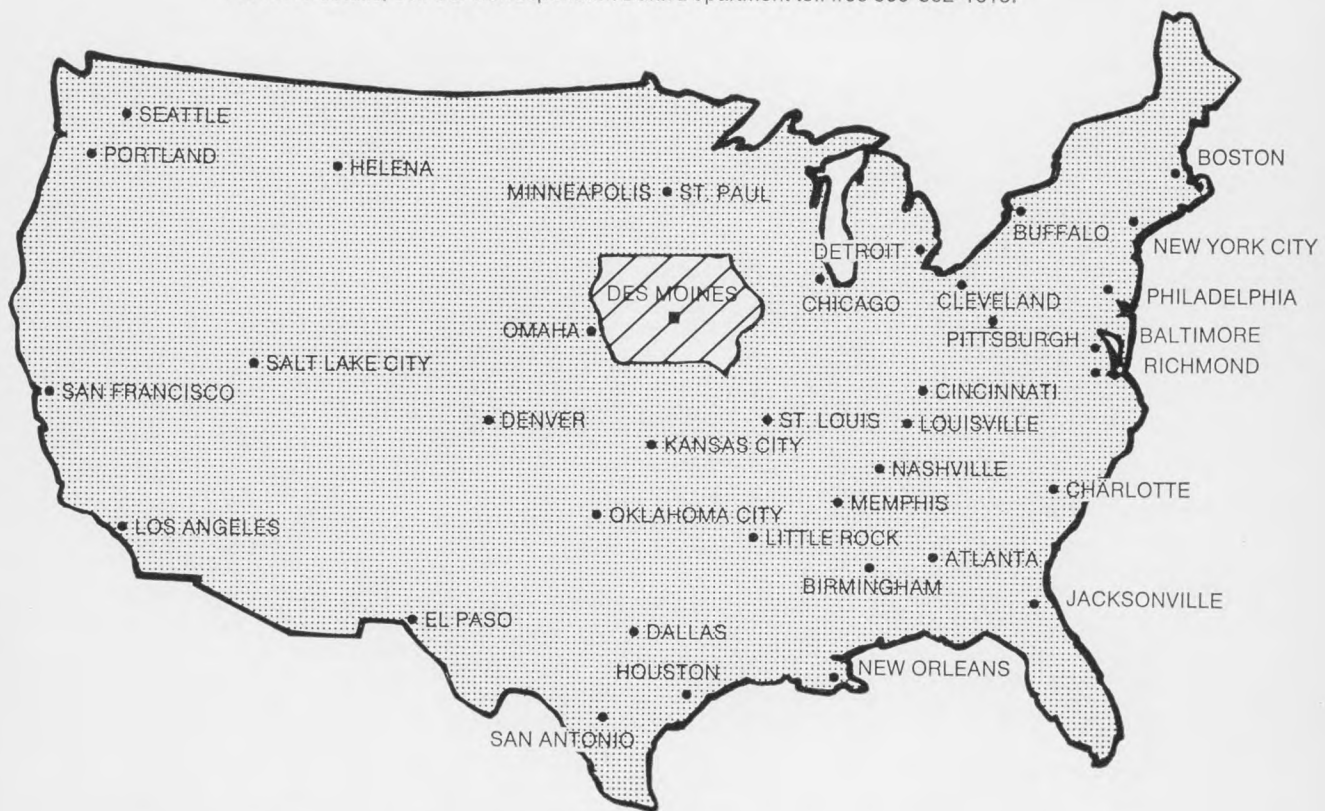 SEATTLE
PORTLAND
HELENA
BOSTON
MINNEAPOLIS ST. PAUL
BUFFALO
DETROIT
NEW YORK CITY
DES MOINES
CHICAGO
CLEVELAND
PHILADELPHIA
OMAHA
PITTSBURGH
BALTIMORE
SALT LAKE CITY
RICHMOND
SAN FRANCISCO
CINCINNATI
DENVER
ST. LOUIS
LOUISVILLE
KANSAS CITY
NASHVILLE
CHARLOTTE
MEMPHIS
OKLAHOMA CITY
LOS ANGELES
LITTLE ROCK
ATLANTA
BIRMINGHAM
JACKSONVILLE
EL PASO
DALLAS
HOUSTON
NEW ORLEANS
SAN ANTONIO